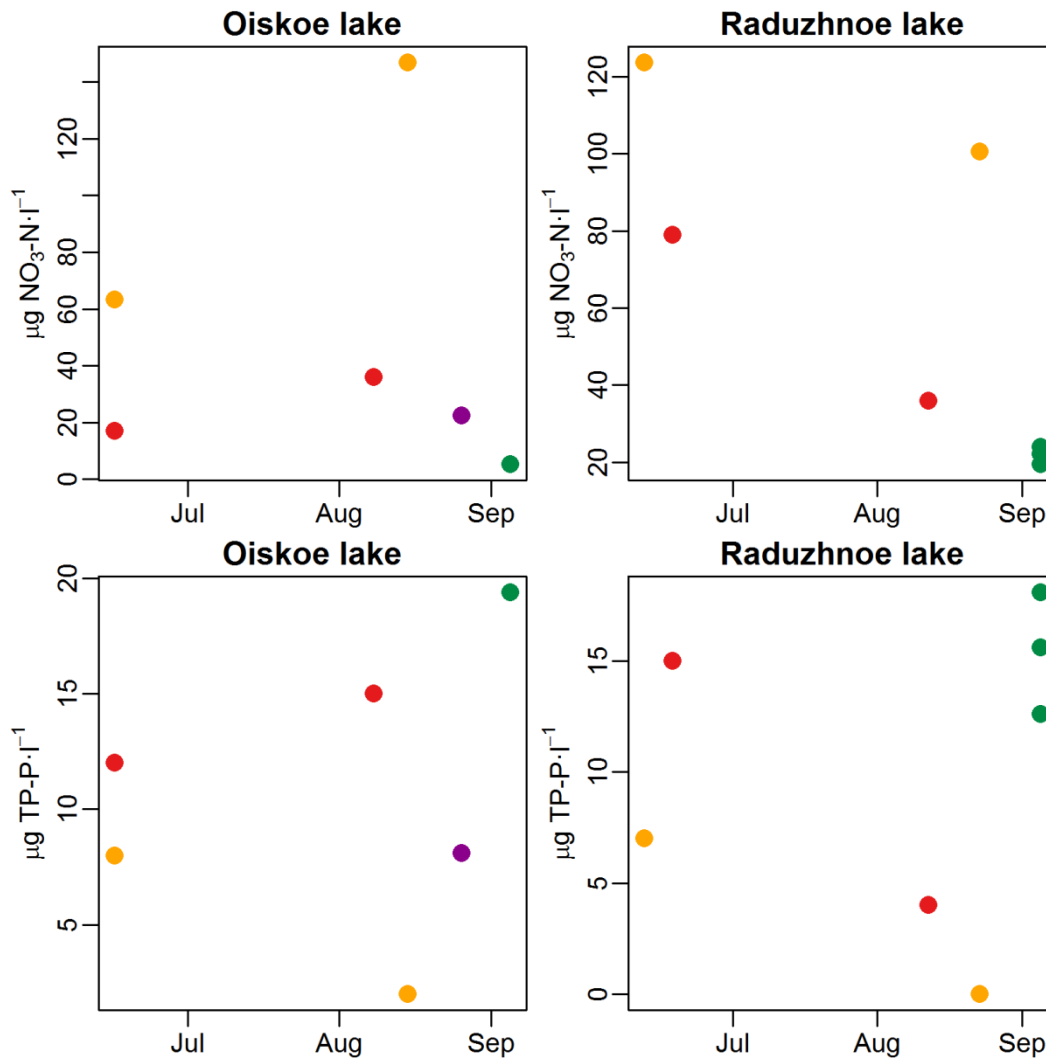 Oiskoe lake
µg NO₃-N·l⁻¹
0
20
40
60
80
120
Jul
Aug
Sep
Raduzhnoe lake
µg NO₃-N·l⁻¹
20
40
60
80
100
120
Jul
Aug
Sep
Oiskoe lake
µg TP-P·l⁻¹
5
10
15
20
Jul
Aug
Sep
Raduzhnoe lake
µg TP-P·l⁻¹
0
5
10
15
Jul
Aug
Sep